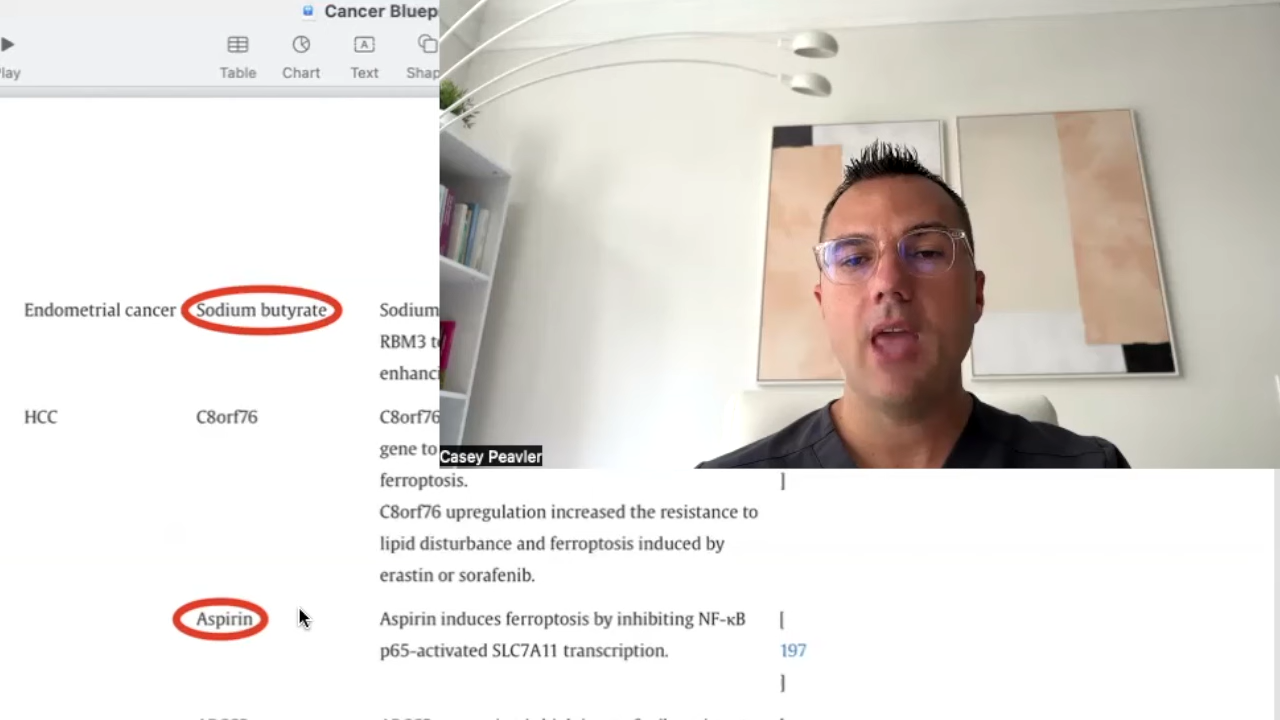 Cancer Bluep
lay
Table
Chart
Text
Shap
Endometrial cancer
Sodium butyrate
Sodium
RBM3 t
enhanci
HCC
C8orf76
C8orf76
gene to
ferroptosis.
]
C8orf76 upregulation increased the resistance to
lipid disturbance and ferroptosis induced by
erastin or sorafenib.
Aspirin
Aspirin induces ferroptosis by inhibiting NF-κB
[
p65-activated SLC7A11 transcription.
197
]
Casey Peavler